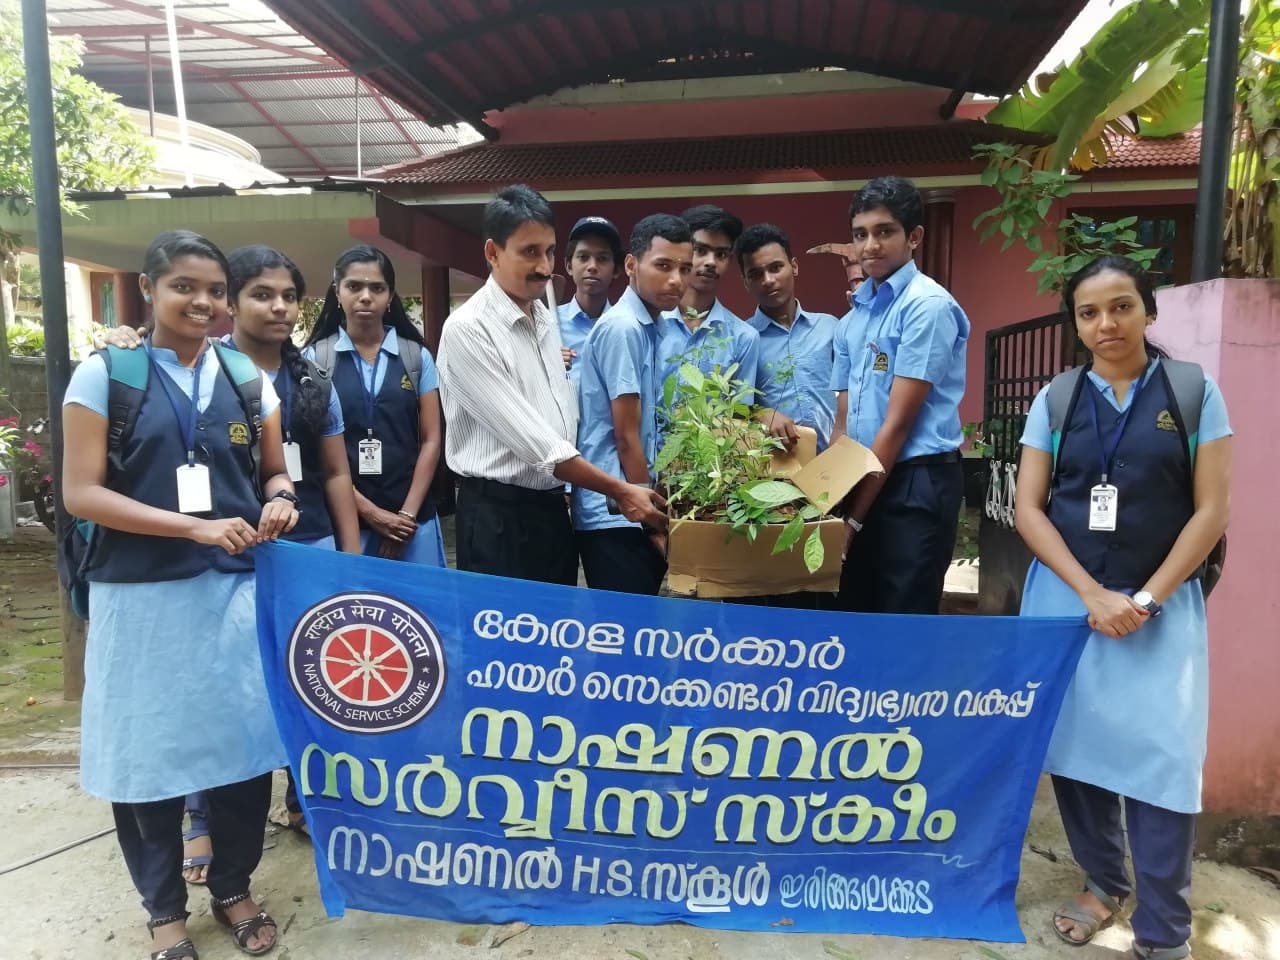 राष्ट्रीय सेवा योजना
NATIONAL SERVICE SCHEME
കേരള സർക്കാർ
ഹയർ സെക്കണ്ടറി വിദ്യാഭ്യാസ വകുപ്പ്
നാഷണൽ
സർവ്വീസ് സ്കീം
നാഷണൽ H.S.സ്കൂൾ ഇരിങ്ങാലക്കുട